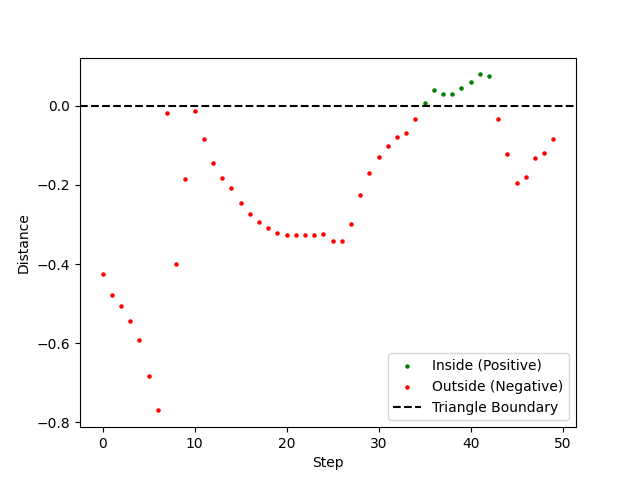 0.0
−0.2
−0.4
−0.6
−0.8
Distance
0
10
20
30
40
50
Step
Inside (Positive)
Outside (Negative)
Triangle Boundary